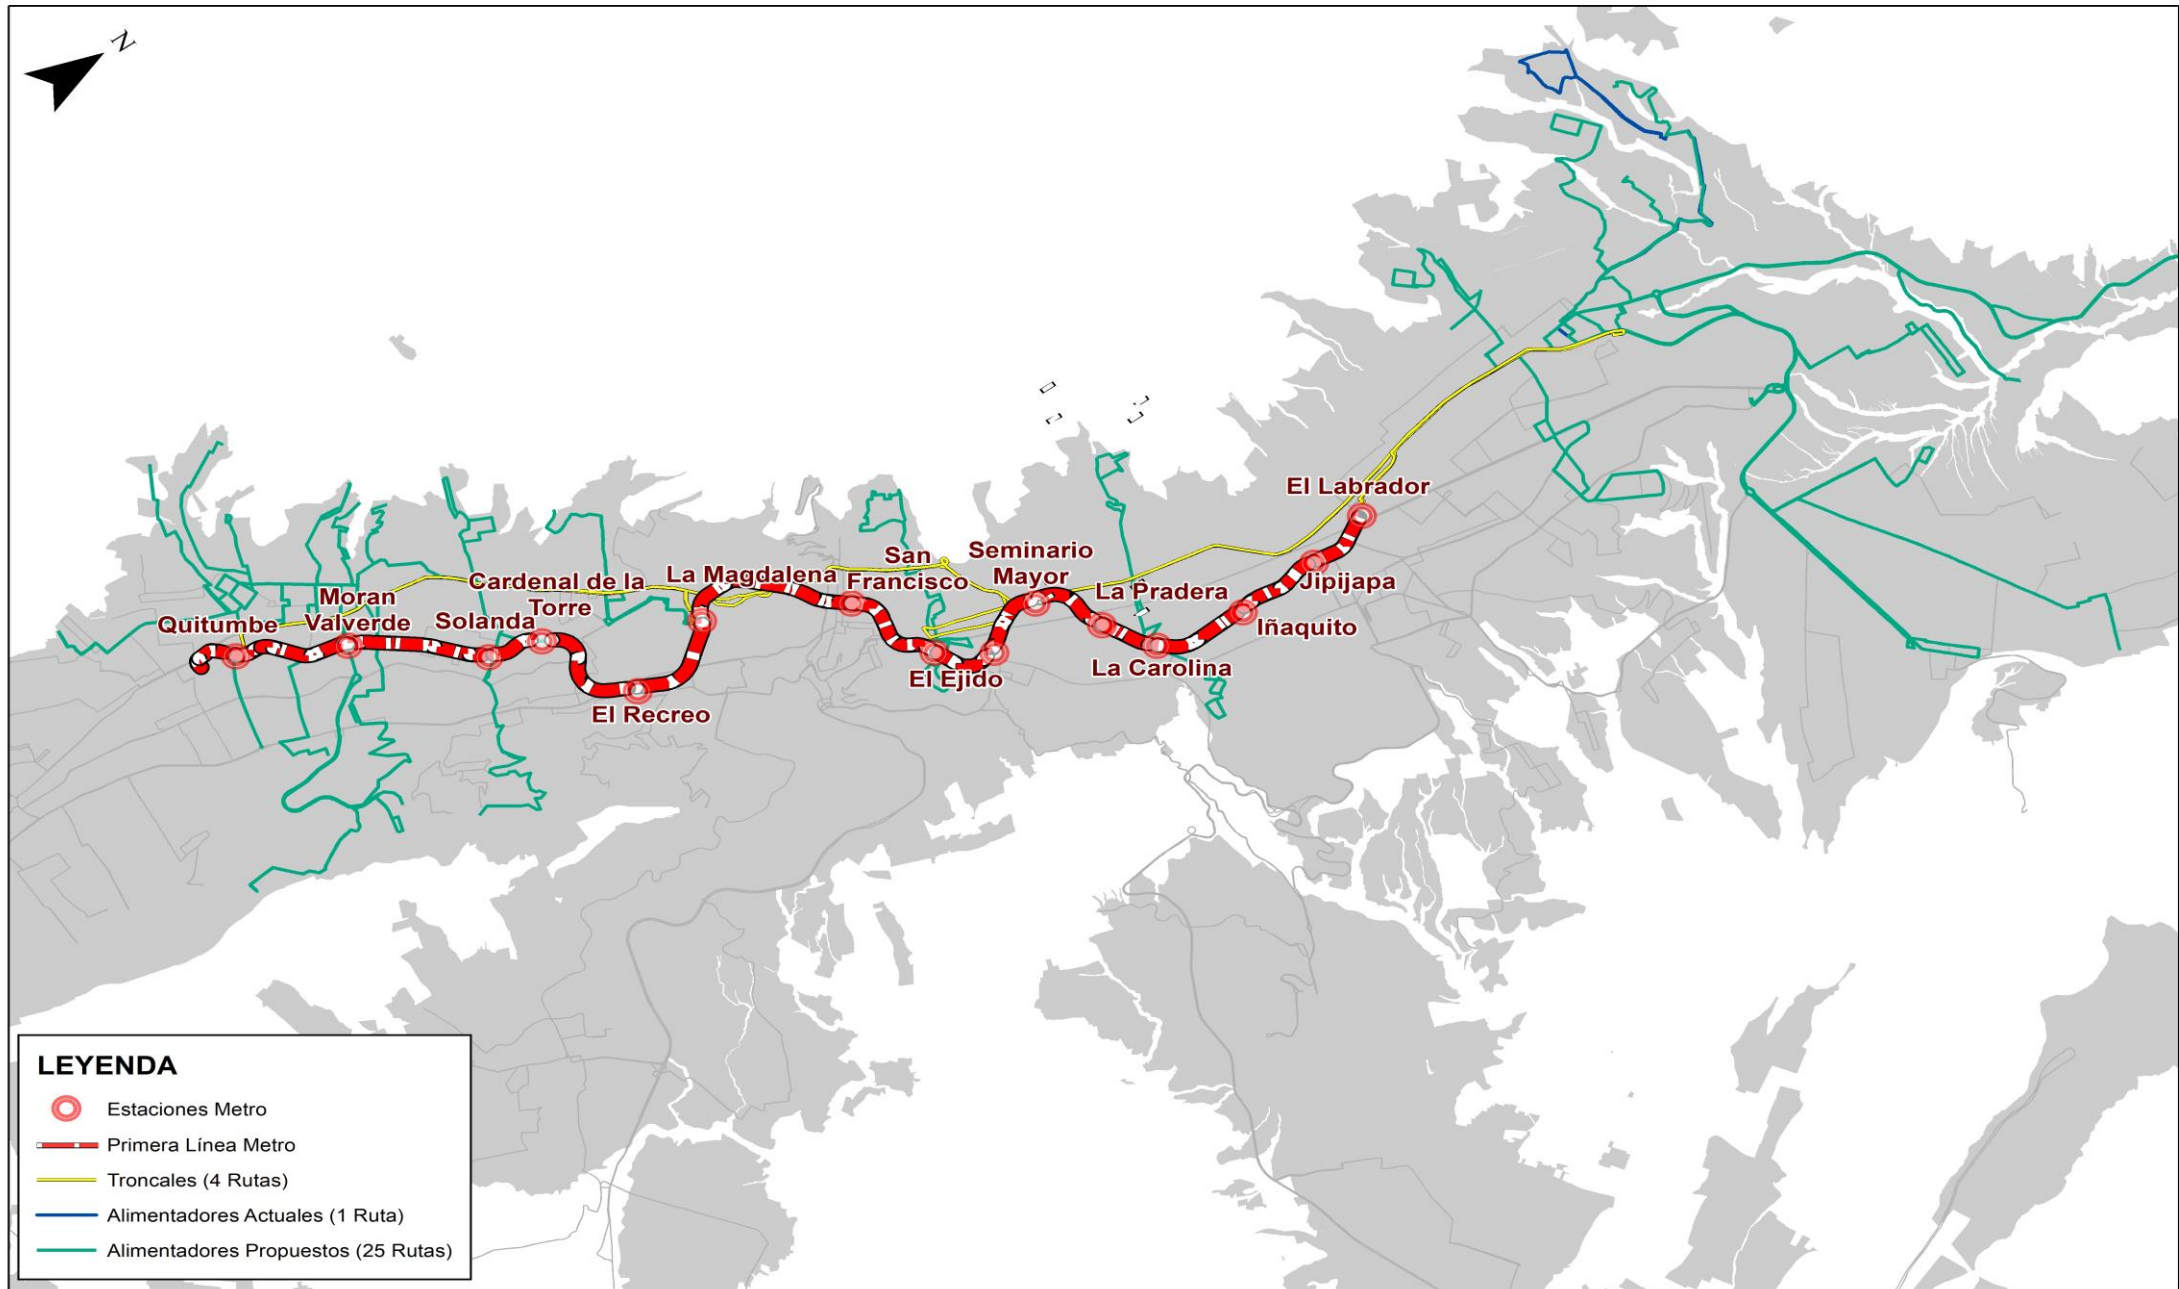 N
El Labrador
San
Francisco
Seminario
Mayor
La Magdalena
Cardenal de la
Torre
Moran
Valverde
Quitumbe
Solanda
La Pradera
Jipijapa
Iñaquito
La Carolina
El Ejido
El Recreo
LEYENDA
Estaciones Metro
Primera Línea Metro
Troncales (4 Rutas)
Alimentadores Actuales (1 Ruta)
Alimentadores Propuestos (25 Rutas)